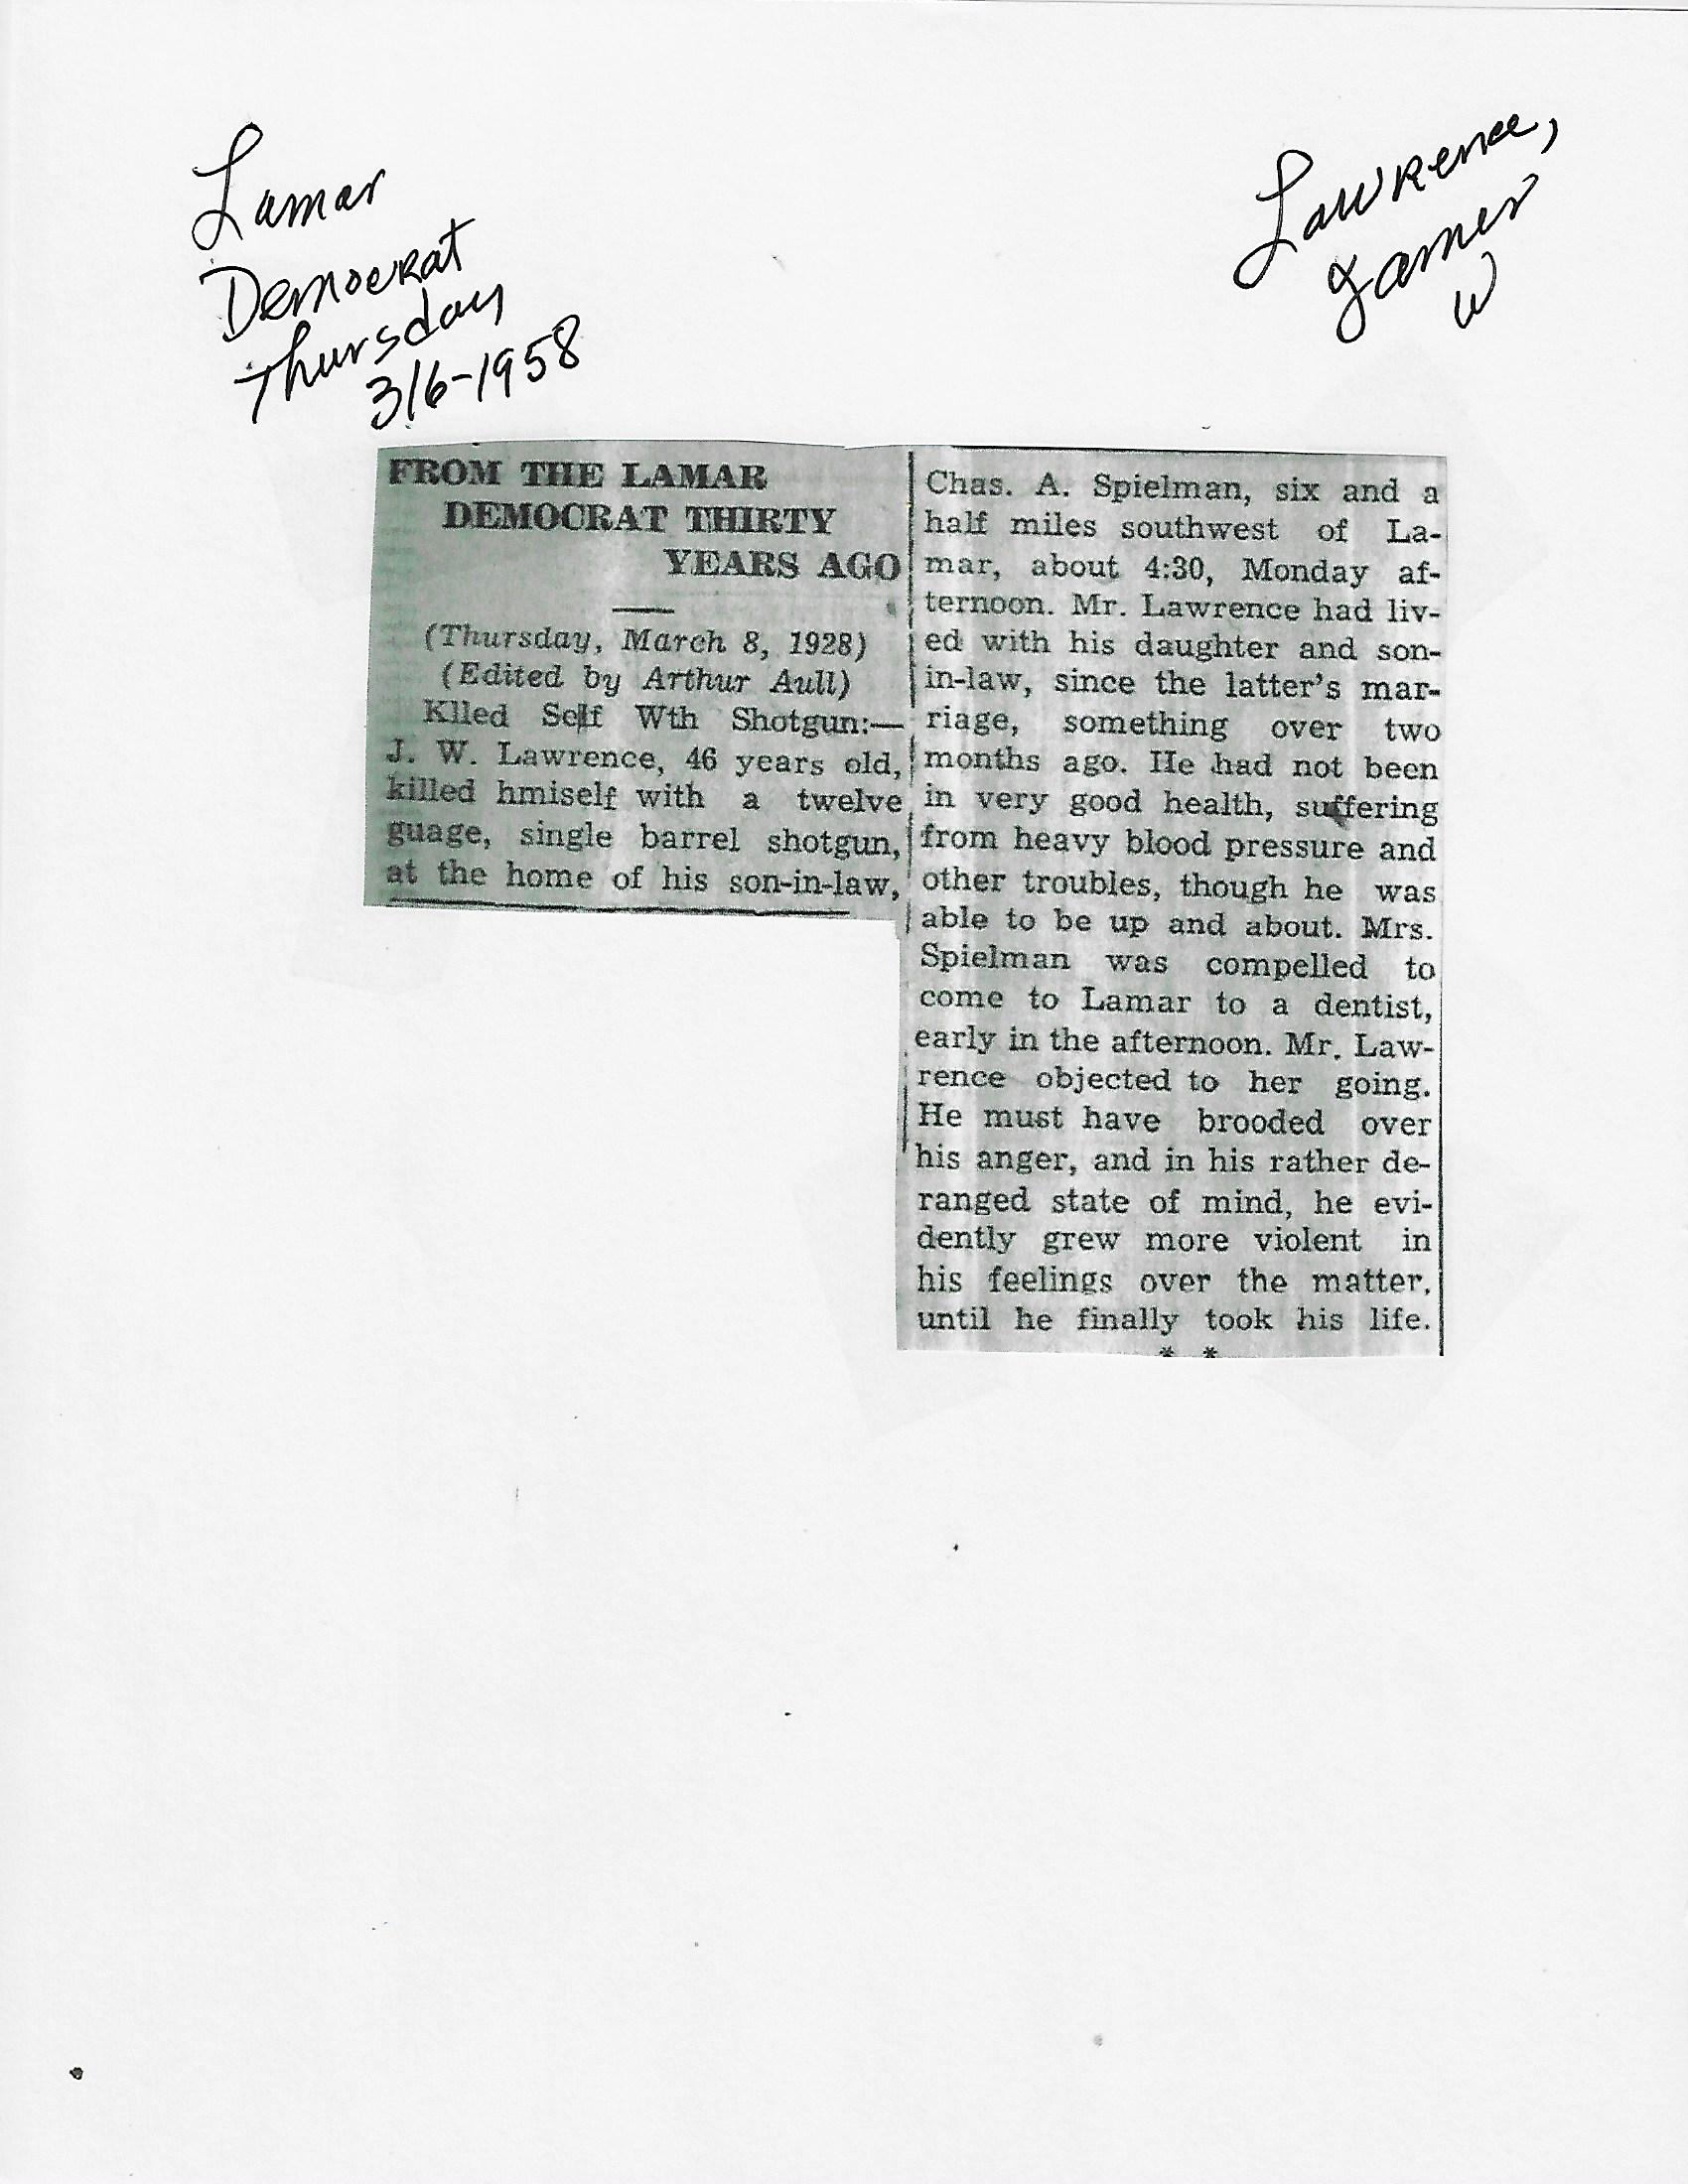 Lamar
Democrat
Thursday
3/6-1958
Lawrence,
James
W
FROM THE LAMAR
DEMOCRAT THIRTY
YEARS AGO
(Thursday, March 8, 1928)
(Edited by Arthur Aull)
Klled Self Wth Shotgun:—
J. W. Lawrence, 46 years old,
killed hmiself with a twelve
guage, single barrel shotgun,
at the home of his son-in-law,
Chas. A. Spielman, six and a
half miles southwest of La-
mar, about 4:30, Monday af-
ternoon. Mr. Lawrence had liv-
ed with his daughter and son-
in-law, since the latter's mar-
riage, something over two
months ago. He had not been
in very good health, suffering
from heavy blood pressure and
other troubles, though he was
able to be up and about. Mrs.
Spielman was compelled to
come to Lamar to a dentist,
early in the afternoon. Mr. Law-
rence objected to her going.
He must have brooded over
his anger, and in his rather de-
ranged state of mind, he evi-
dently grew more violent in
his feelings over the matter,
until he finally took his life.
* *